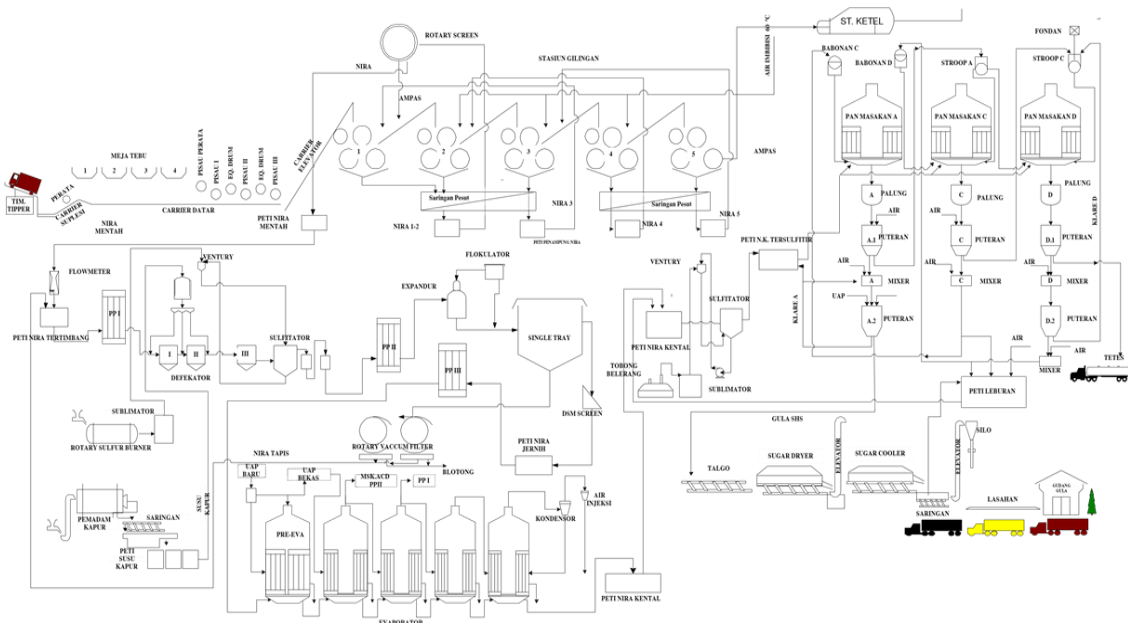 ROTARY SCREEN
ST. KETEL
FONDAN
NIRA
STASIUN GILINGAN
AIR IMBIBISI 60 °C
BABONAN C
BABONAN D
STROOP A
STROOP C
AMPAS
PAN MASAKAN A
PAN MASAKAN C
PAN MASAKAN D
MEJA TEBU
1 2 3 4
PISAU PERATA
PISAU I
EQ. DRUM
PISAU II
EQ. DRUM
PISAU III
CARRIER
ELEVATOR
1
2
3
4
5
AMPAS
TIM.
TIPPER
PERATA
CARRIER
SUPLESI
CARRIER DATAR
NIRA
MENTAH
PETI NIRA
MENTAH
Saringan Pesut
Saringan Pesut
NIRA 1-2
NIRA 3
PETI PENAMPUNG NIRA
NIRA 4
NIRA 5
A
PALUNG
C
PALUNG
D
PALUNG
KLARE D
AIR
AIR
A.1
PUTERAN
C
PUTERAN
D.1
PUTERAN
PETI N.K. TERSULFITIR
AIR
AIR
AIR
A
MIXER
C
MIXER
D
MIXER
KLARE A
UAP
A.2
PUTERAN
D.2
PUTERAN
AIR
MIXER
TETES
FLOWMETER
VENTURY
FLOKULATOR
EXPANDUR
VENTURY
SULFITATOR
PP I
PETI NIRA TERTIMBANG
I
II
III
SULFITATOR
DEFEKATOR
PP II
PP III
SINGLE TRAY
PETI NIRA KENTAL
TOBONG
BELERANG
SUBLIMATOR
PETI LEBURAN
SUBLIMATOR
ROTARY SULFUR BURNER
DSM SCREEN
GULA SHS
ROTARY VACCUM FILTER
NIRA TAPIS
BLOTONG
PETI NIRA
JERNIH
UAP
BARU
UAP
BEKAS
MSK.ACD
PPII
PP I
AIR
INJEKSI
KONDENSOR
SUSU
KAPUR
PEMADAM
KAPUR
SARINGAN
PETI
SUSU
KAPUR
PRE-EVA
EVAPORATOR
PETI NIRA KENTAL
TALGO
SUGAR DRYER
ELEVATOR
SUGAR COOLER
SARINGAN
ELEVATOR
SILO
LASAHAN
GUDANG
GULA